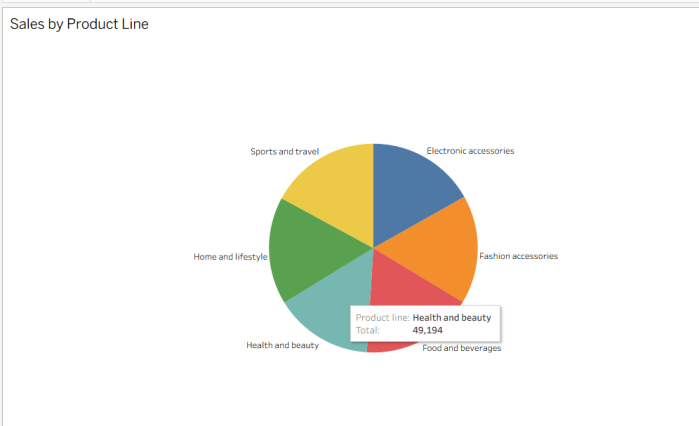 Sales by Product Line
Sports and travel
Electronic accessories
Home and lifestyle
Fashion accessories
Product line: Health and beauty
Total: 49,194
Health and beauty
Food and beverages